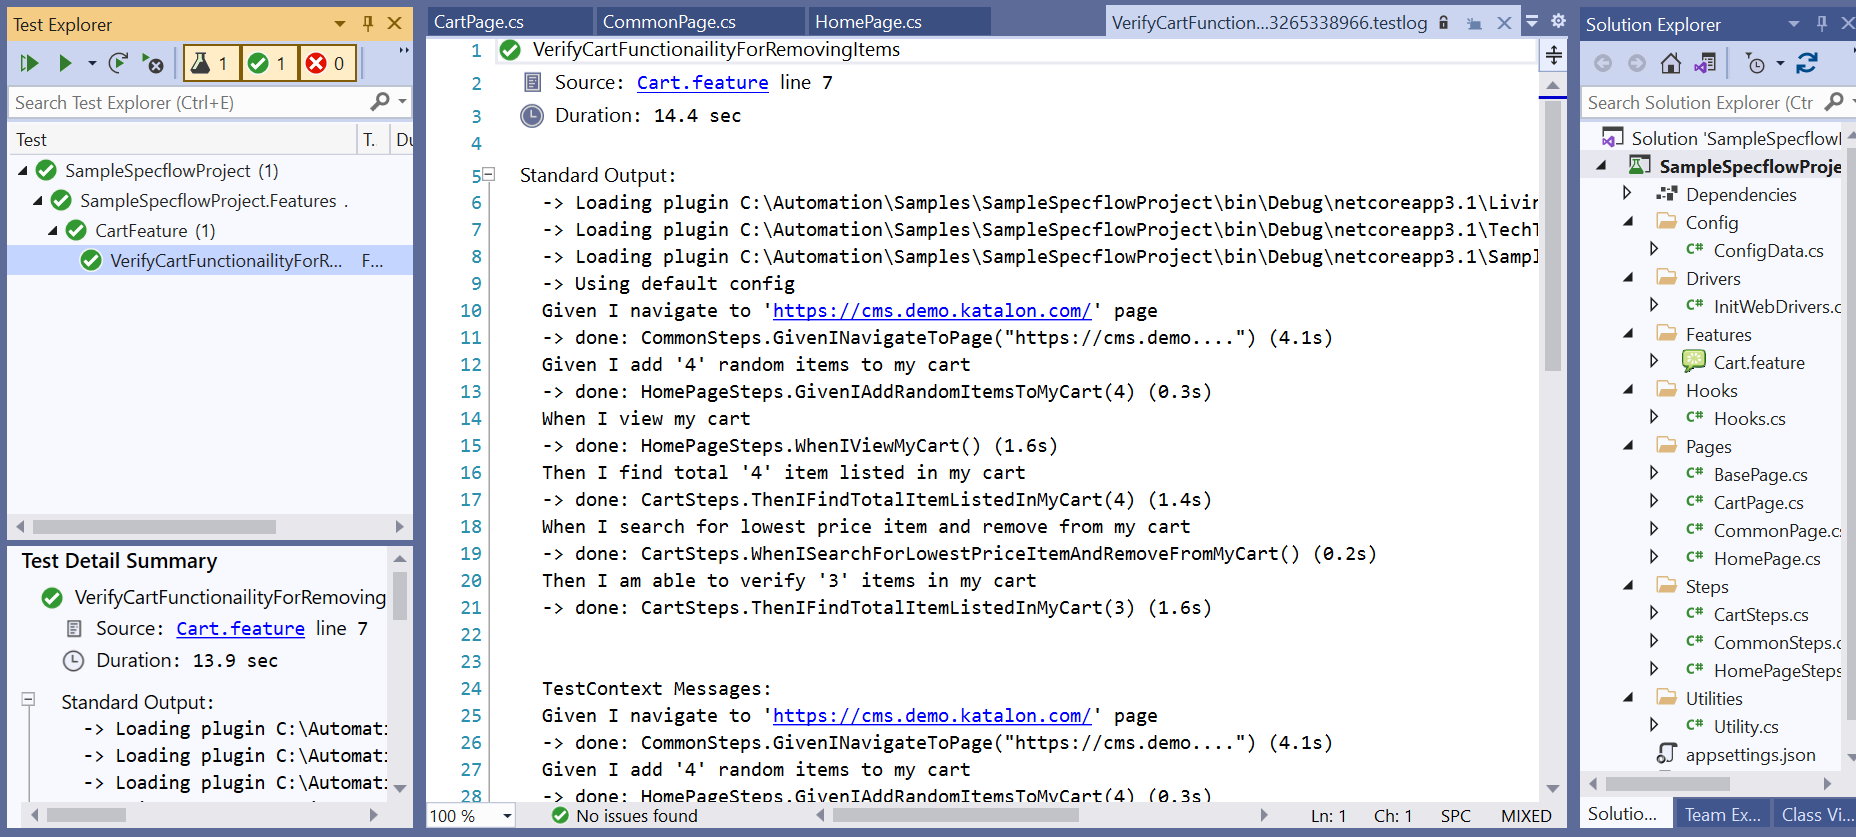 Test Explorer
1
1
0
Search Test Explorer (Ctrl+E)
Test T. Du
SampleSpecflowProject (1)
SampleSpecflowProject.Features .
CartFeature (1)
VerifyCartFunctionailityForR... F...
Test Detail Summary
VerifyCartFunctionailityForRemoving
Source: Cart.feature line 7
Duration: 13.9 sec
Standard Output:
-> Loading plugin C:\Automati
-> Loading plugin C:\Automati
-> Loading plugin C:\Automati
CartPage.cs CommonPage.cs HomePage.cs VerifyCartFunction...3265338966.testlog
1 VerifyCartFunctionailityForRemovingItems
2 Source: Cart.feature line 7
3 Duration: 14.4 sec
4
5 Standard Output:
6 -> Loading plugin C:\Automation\Samples\SampleSpecflowProject\bin\Debug\netcoreapp3.1\Livin
7 -> Loading plugin C:\Automation\Samples\SampleSpecflowProject\bin\Debug\netcoreapp3.1\TechT
8 -> Loading plugin C:\Automation\Samples\SampleSpecflowProject\bin\Debug\netcoreapp3.1\Sampl
9 -> Using default config
10 Given I navigate to 'https://cms.demo.katalon.com/' page
11 -> done: CommonSteps.GivenINavigateToPage("https://cms.demo....") (4.1s)
12 Given I add '4' random items to my cart
13 -> done: HomePageSteps.GivenIAddRandomItemsToMyCart(4) (0.3s)
14 When I view my cart
15 -> done: HomePageSteps.WhenIViewMyCart() (1.6s)
16 Then I find total '4' item listed in my cart
17 -> done: CartSteps.ThenIFindTotalItemListedInMyCart(4) (1.4s)
18 When I search for lowest price item and remove from my cart
19 -> done: CartSteps.WhenISearchForLowestPriceItemAndRemoveFromMyCart() (0.2s)
20 Then I am able to verify '3' items in my cart
21 -> done: CartSteps.ThenIFindTotalItemListedInMyCart(3) (1.6s)
22
23
24 TestContext Messages:
25 Given I navigate to 'https://cms.demo.katalon.com/' page
26 -> done: CommonSteps.GivenINavigateToPage("https://cms.demo....") (4.1s)
27 Given I add '4' random items to my cart
28 -> done: HomePageSteps.GivenIAddRandomItemsToMyCart(4) (0.3s)
100 % No issues found Ln: 1 Ch: 1 SPC MIXED
Solution Explorer
Search Solution Explorer (Ctr
Solution 'SampleSpecflowl
SampleSpecflowProje
Dependencies
Config
C# ConfigData.cs
Drivers
C# InitWebDrivers.c
Features
Cart.feature
Hooks
C# Hooks.cs
Pages
C# BasePage.cs
C# CartPage.cs
C# CommonPage.c
C# HomePage.cs
Steps
C# CartSteps.cs
C# CommonSteps.c
C# HomePageSteps
Utilities
C# Utility.cs
appsettings.json
Solutio... Team Ex... Class Vi...